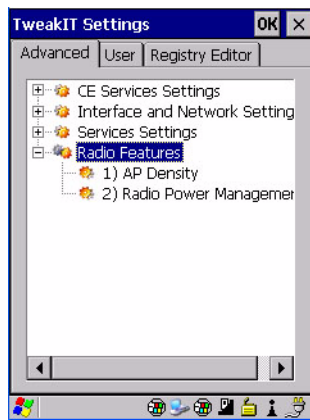 TweakIT Settings OK ×
Advanced User Registry Editor
CE Services Settings
Interface and Network Setting
Services Settings
Radio Features
1) AP Density
2) Radio Power Managemer